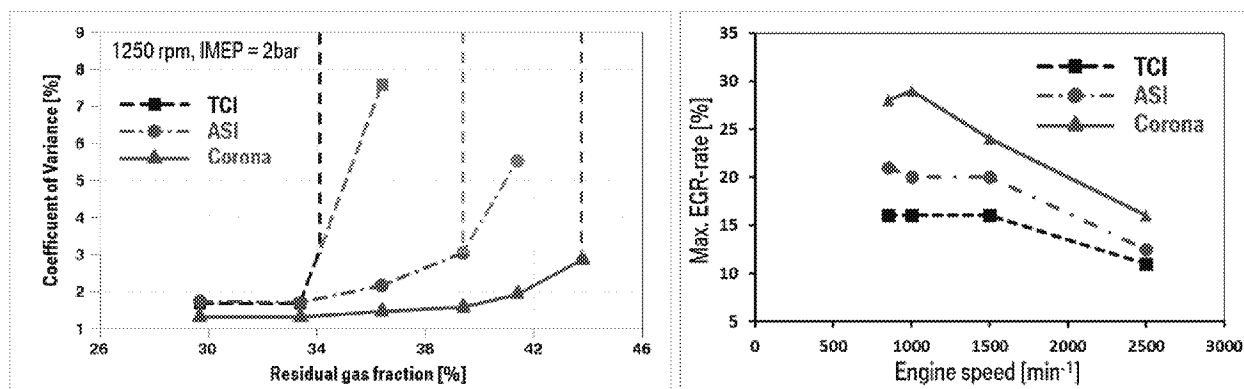 9
8
7
6
5
4
3
2
1
Coefficuent of Variance [%]
1250 rpm, IMEP = 2bar
TCI
ASI
Corona
26
30
34
38
42
46
Residual gas fraction [%]
35
30
25
20
15
10
5
Max. EGR-rate [%]
TCI
ASI
Corona
0
500
1000
1500
2000
2500
3000
Engine speed [min-1]